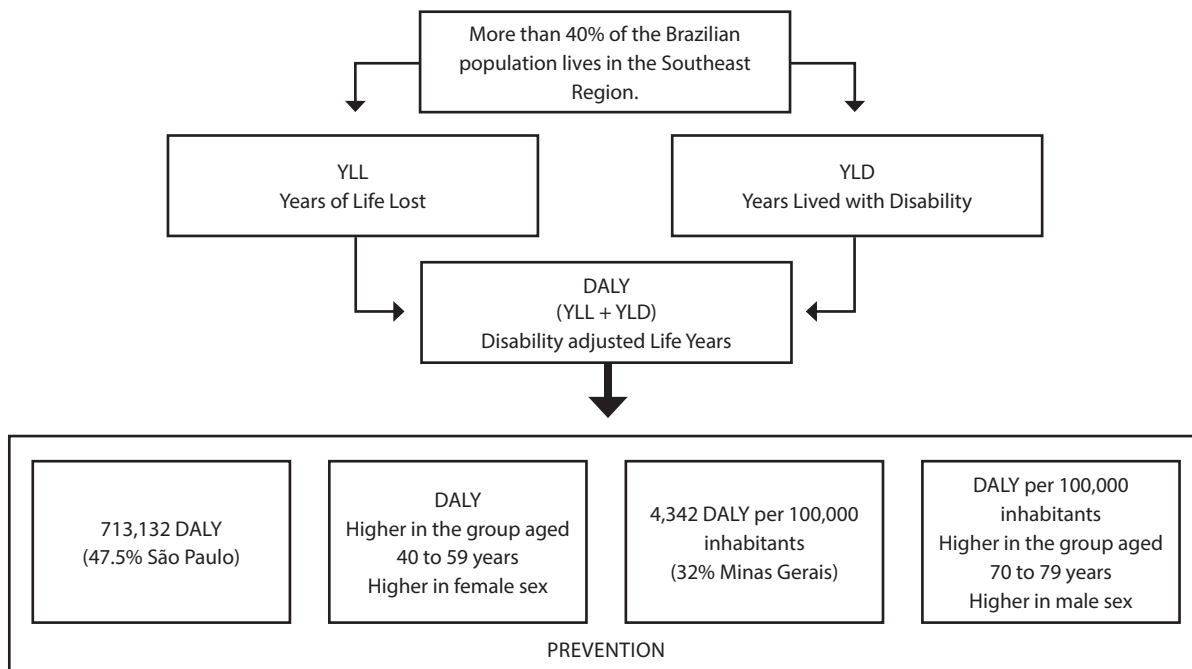 More than 40% of the Brazilian
population lives in the Southeast
Region.
YLL
Years of Life Lost
YLD
Years Lived with Disability
DALY
(YLL + YLD)
Disability adjusted Life Years
713,132 DALY
(47.5% São Paulo)
DALY
Higher in the group aged
40 to 59 years
Higher in female sex
4,342 DALY per 100,000
inhabitants
(32% Minas Gerais)
DALY per 100,000
inhabitants
Higher in the group aged
70 to 79 years
Higher in male sex
PREVENTION